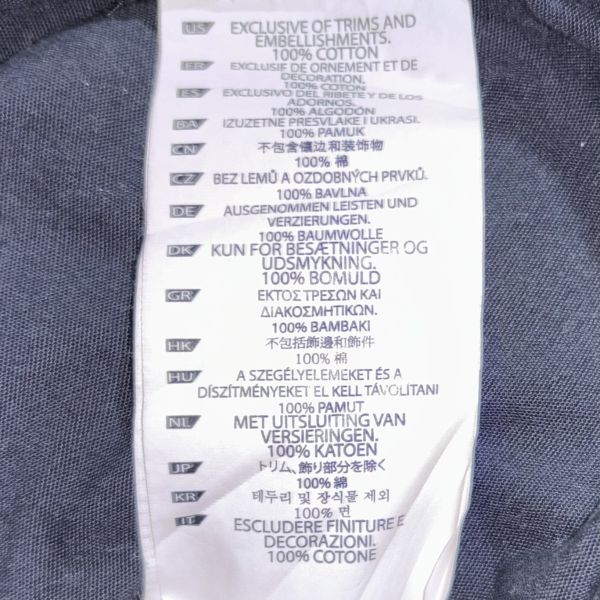 US EXCLUSIVE OF TRIMS AND
EMBELLISHMENTS.
100% COTTON
FR EXCLUSIF DE ORNEMENT ET DE
DECORATION.
100% COTON
ES EXCLUSIVO DEL RIBETE Y DE LOS
ADORNOS.
100% ALGODÓN
BA IZUZETNE PRESVLAKE I UKRASI.
100% PAMUK
CN 不包含镶边和装饰物
100% 棉
CZ BEZ LEMŮ A OZDOBNÝCH PRVKŮ.
100% BAVLNA
DE AUSGENOMMEN LEISTEN UND
VERZIERUNGEN.
100% BAUMWOLLE
DK KUN FOR BESÆTNINGER OG
UDSMYKNING.
100% BOMULD
GR ΕΚΤΟΣ ΤΡΕΣΩΝ ΚΑΙ
ΔΙΑΚΟΣΜΗΤΙΚΩΝ.
100% ΒΑΜΒΑΚΙ
HK 不包括飾邊和飾件
100% 棉
HU A SZEGÉLYELEMEKET ÉS A
DÍSZÍTMÉNYEKET EL KELL TÁVOLÍTANI
100% PAMUT
NL MET UITSLUITING VAN
VERSIERINGEN.
100% KATOEN
JP トリム、飾り部分を除く
100% 綿
KR 테두리 및 장식물 제외
100% 면
IT ESCLUDERE FINITURE E
DECORAZIONI.
100% COTONE